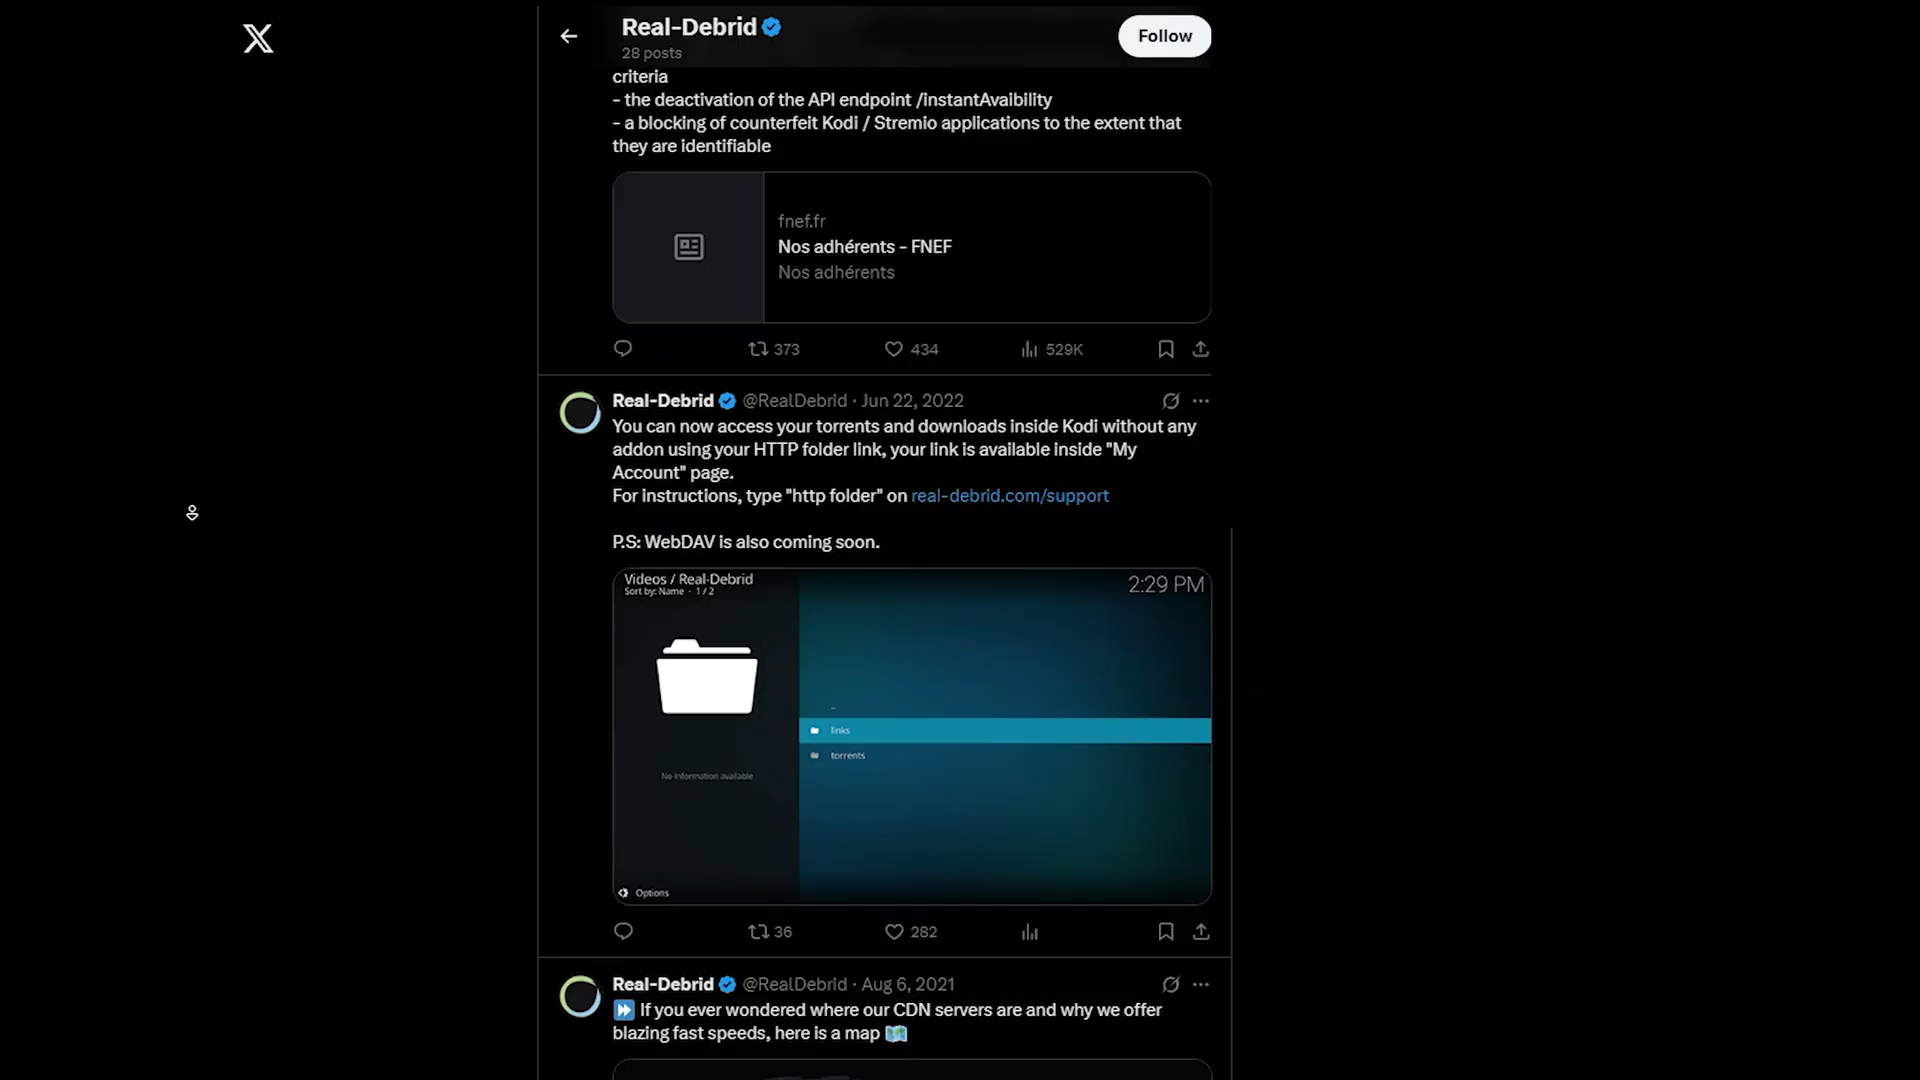 Real-Debrid
28 posts
Follow
criteria
- the deactivation of the API endpoint /instantAvaibility
- a blocking of counterfeit Kodi / Stremio applications to the extent that
they are identifiable
fnef.fr
Nos adhérents - FNEF
Nos adhérents
373 434 529K
Real-Debrid @RealDebrid · Jun 22, 2022
You can now access your torrents and downloads inside Kodi without any
addon using your HTTP folder link, your link is available inside "My
Account" page.
For instructions, type "http folder" on real-debrid.com/support
P.S: WebDAV is also coming soon.
Videos / Real-Debrid
2:29 PM
Sort by: Name · 1 / 2
..
links
torrents
No information available
Options
36 282
Real-Debrid @RealDebrid · Aug 6, 2021
If you ever wondered where our CDN servers are and why we offer
blazing fast speeds, here is a map